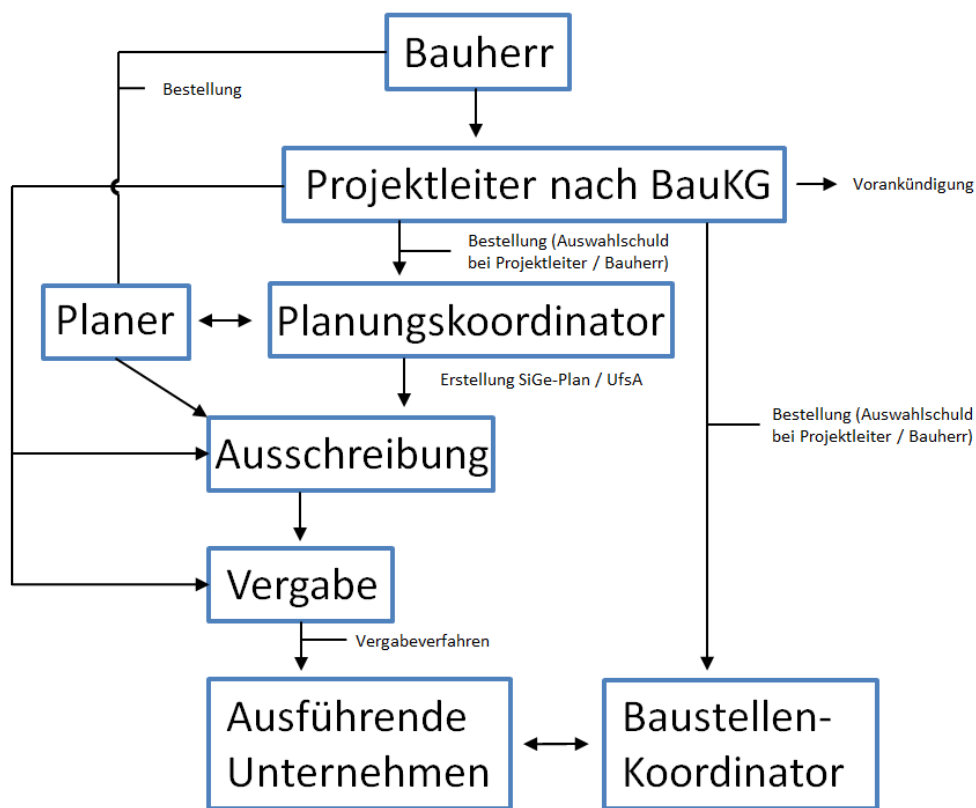 Bauherr
Bestellung
Projektleiter nach BauKG
Vorankündigung
Bestellung (Auswahlschuld
bei Projektleiter / Bauherr)
Planer
Planungskoordinator
Erstellung SiGe-Plan / UfsA
Bestellung (Auswahlschuld
bei Projektleiter / Bauherr)
Ausschreibung
Vergabe
Vergabeverfahren
Ausführende
Unternehmen
Baustellen-
Koordinator